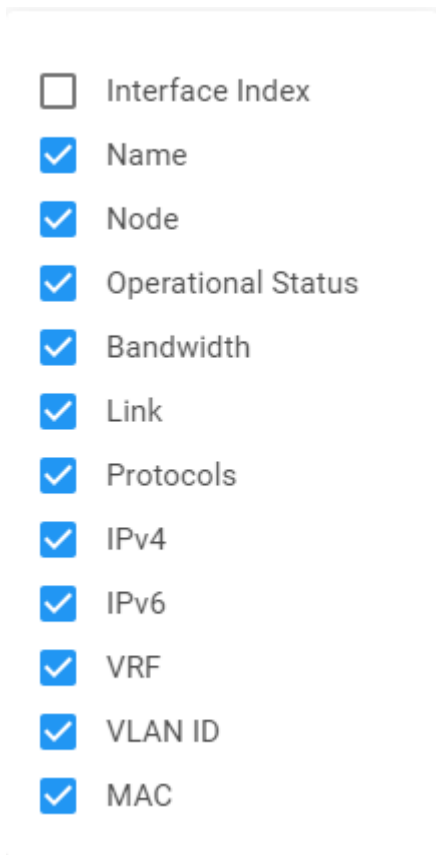 Interface Index
Name
Node
Operational Status
Bandwidth
Link
Protocols
IPv4
IPv6
VRF
VLAN ID
MAC